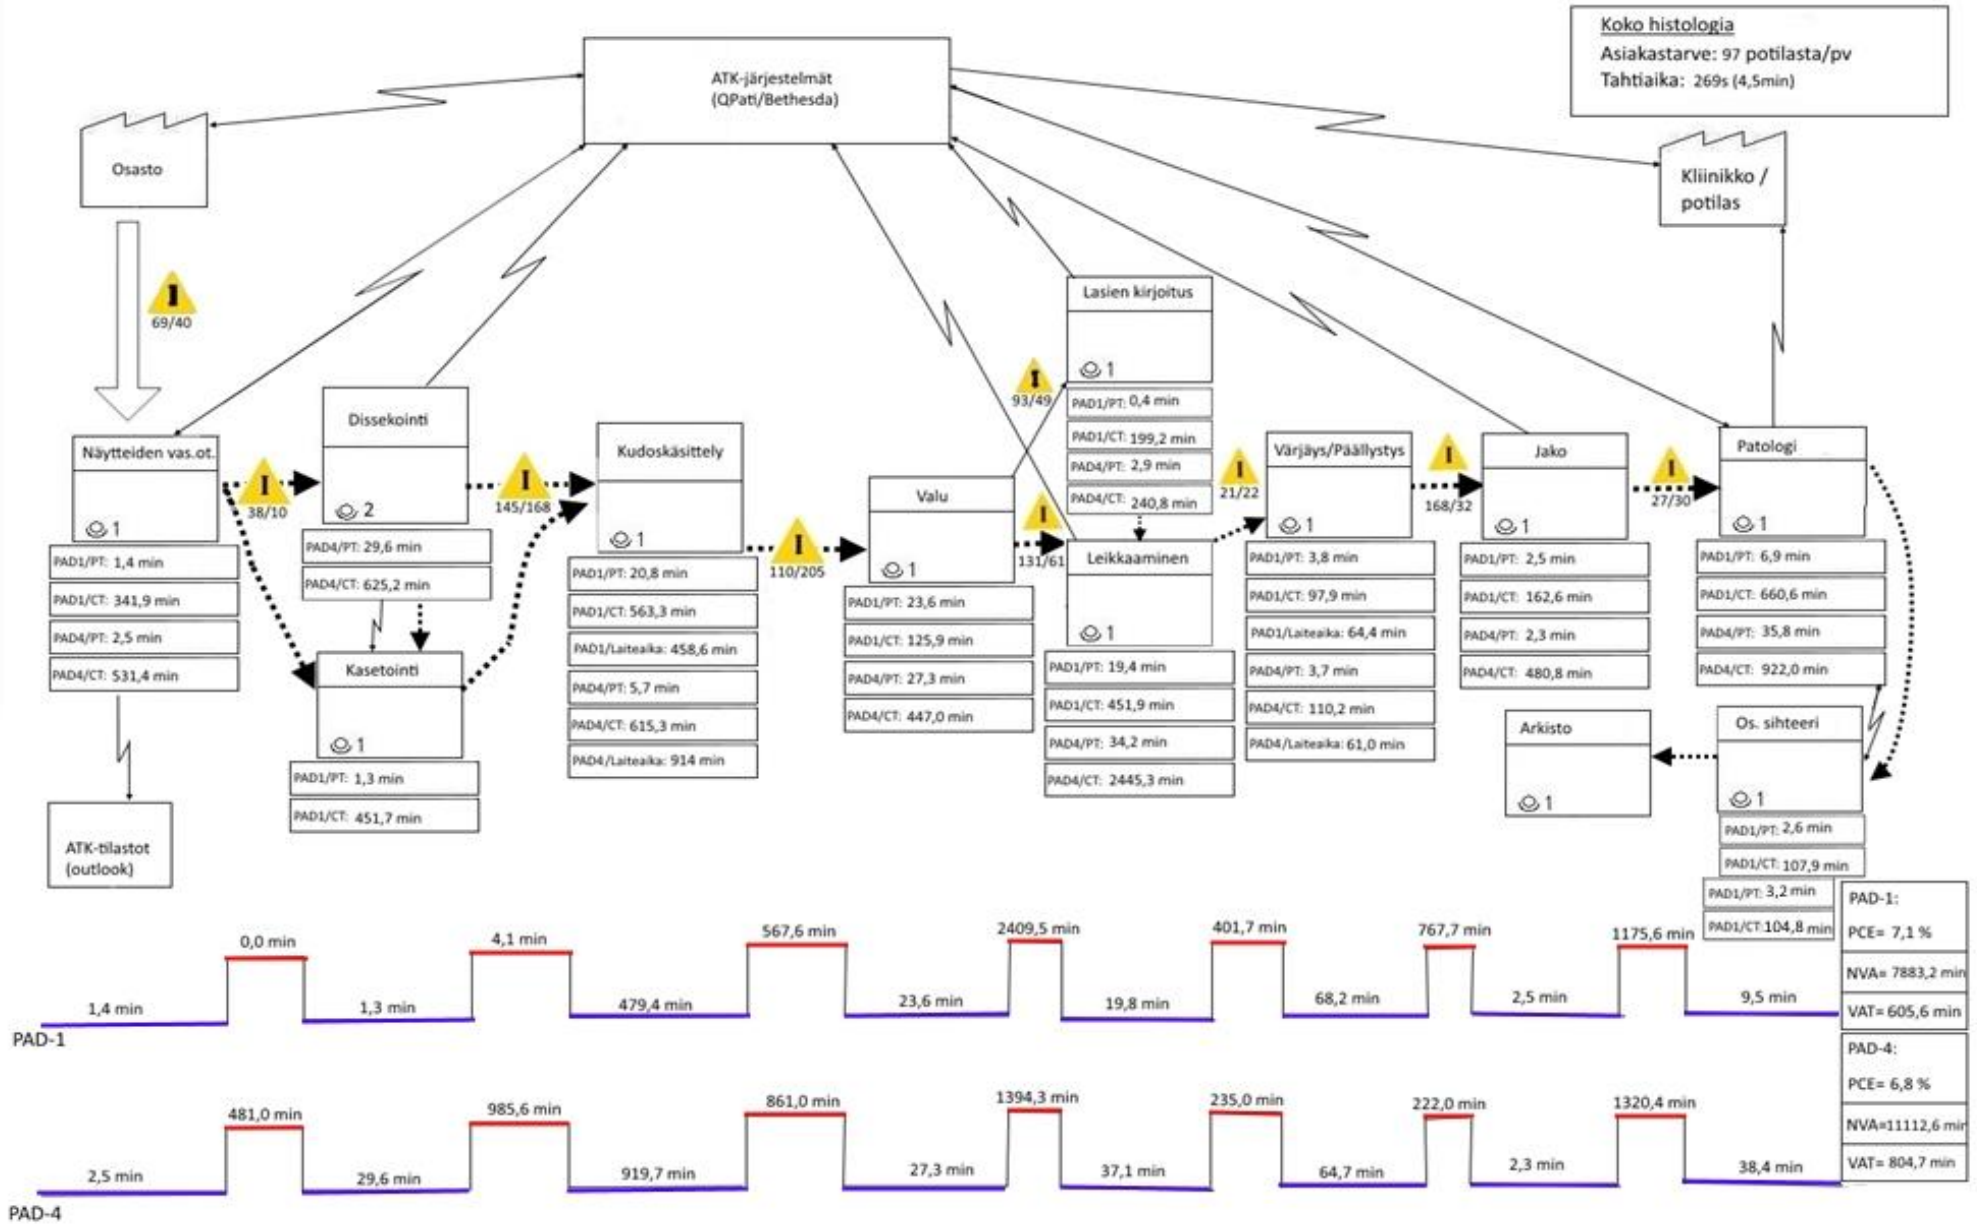 Koko histologia
Asiakastarve: 97 potilasta/pv
Tahtiaika: 269s (4,5min)
ATK-järjestelmät
(QPati/Bethesda)
Osasto
Kliinikko /
potilas
69/40
Näytteiden vas.ot.
1
PAD1/PT: 1,4 min
PAD1/CT: 341,9 min
PAD4/PT: 2,5 min
PAD4/CT: 531,4 min
ATK-tilastot
(outlook)
I
38/10
Dissekointi
2
PAD4/PT: 29,6 min
PAD4/CT: 625,2 min
Kasetointi
1
PAD1/PT: 1,3 min
PAD1/CT: 451,7 min
I
145/168
Kudoskäsittely
1
PAD1/PT: 20,8 min
PAD1/CT: 563,3 min
PAD1/Laiteaika: 458,6 min
PAD4/PT: 5,7 min
PAD4/CT: 615,3 min
PAD4/Laiteaika: 914 min
I
110/205
Valu
1
PAD1/PT: 23,6 min
PAD1/CT: 125,9 min
PAD4/PT: 27,3 min
PAD4/CT: 447,0 min
I
93/49
I
131/61
Lasien kirjoitus
1
PAD1/PT: 0,4 min
PAD1/CT: 199,2 min
PAD4/PT: 2,9 min
PAD4/CT: 240,8 min
Leikkaaminen
1
PAD1/PT: 19,4 min
PAD1/CT: 451,9 min
PAD4/PT: 34,2 min
PAD4/CT: 2445,3 min
I
21/22
Värjäys/Päällystys
1
PAD1/PT: 3,8 min
PAD1/CT: 97,9 min
PAD1/Laiteaika: 64,4 min
PAD4/PT: 3,7 min
PAD4/CT: 110,2 min
PAD4/Laiteaika: 61,0 min
I
168/32
Jako
1
PAD1/PT: 2,5 min
PAD1/CT: 162,6 min
PAD4/PT: 2,3 min
PAD4/CT: 480,8 min
I
27/30
Patologi
1
PAD1/PT: 6,9 min
PAD1/CT: 660,6 min
PAD4/PT: 35,8 min
PAD4/CT: 922,0 min
Arkisto
1
Os. sihteeri
1
PAD1/PT: 2,6 min
PAD1/CT: 107,9 min
PAD1/PT: 3,2 min
PAD1/CT: 104,8 min
1,4 min
0,0 min
1,3 min
4,1 min
479,4 min
567,6 min
23,6 min
2409,5 min
19,8 min
401,7 min
68,2 min
767,7 min
2,5 min
1175,6 min
9,5 min
PAD-1
PAD-1:
PCE= 7,1 %
NVA= 7883,2 min
VAT= 605,6 min
2,5 min
481,0 min
29,6 min
985,6 min
919,7 min
861,0 min
27,3 min
1394,3 min
37,1 min
235,0 min
64,7 min
222,0 min
2,3 min
1320,4 min
38,4 min
PAD-4
PAD-4:
PCE= 6,8 %
NVA=11112,6 min
VAT= 804,7 min